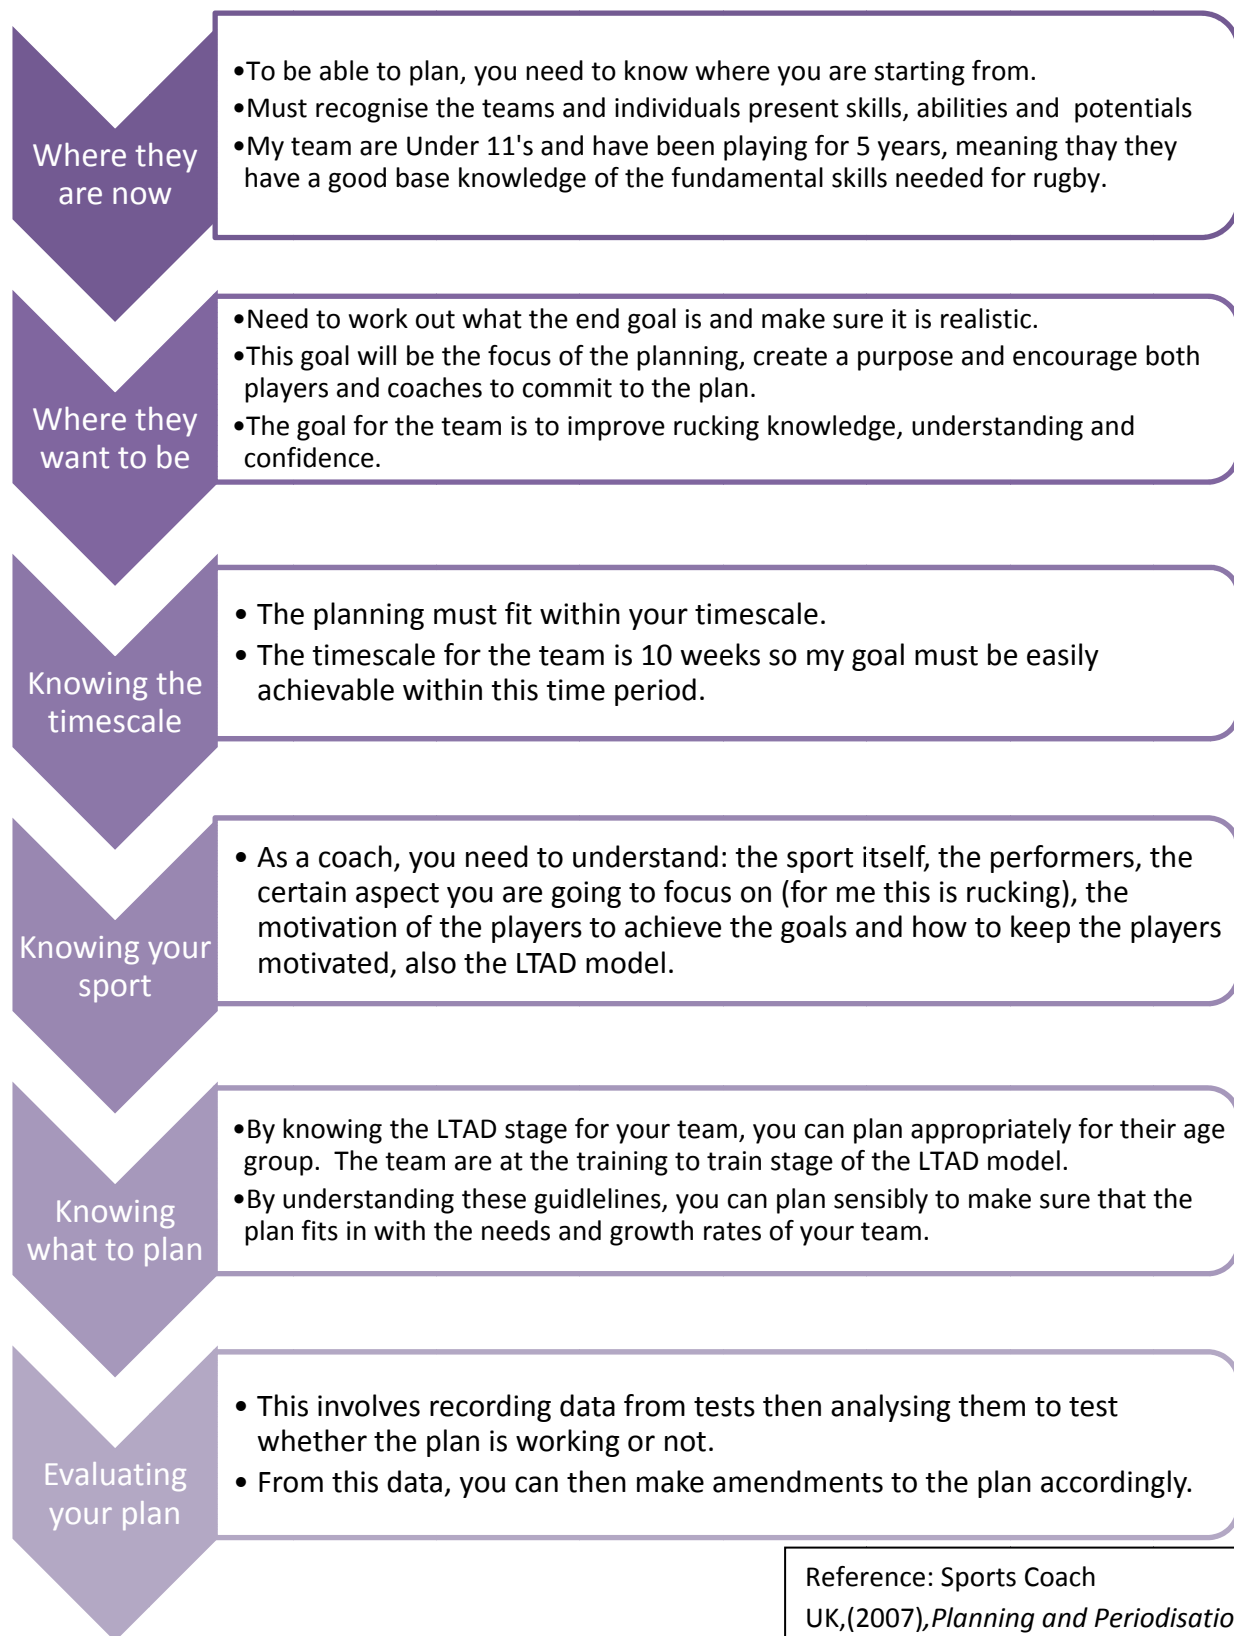 Where they
are now
•To be able to plan, you need to know where you are starting from.
•Must recognise the teams and individuals present skills, abilities and  potentials
•My team are Under 11's and have been playing for 5 years, meaning thay they
have a good base knowledge of the fundamental skills needed for rugby.
Where they
want to be
•Need to work out what the end goal is and make sure it is realistic.
•This goal will be the focus of the planning, create a purpose and encourage both
players and coaches to commit to the plan.
•The goal for the team is to improve rucking knowledge, understanding and
confidence.
Knowing the
timescale
• The planning must fit within your timescale.
• The timescale for the team is 10 weeks so my goal must be easily
achievable within this time period.
Knowing your
sport
• As a coach, you need to understand: the sport itself, the performers, the
certain aspect you are going to focus on (for me this is rucking), the
motivation of the players to achieve the goals and how to keep the players
motivated, also the LTAD model.
Knowing
what to plan
•By knowing the LTAD stage for your team, you can plan appropriately for their age
group.  The team are at the training to train stage of the LTAD model.
•By understanding these guidlelines, you can plan sensibly to make sure that the
plan fits in with the needs and growth rates of your team.
Evaluating
your plan
• This involves recording data from tests then analysing them to test
whether the plan is working or not.
• From this data, you can then make amendments to the plan accordingly.
Reference: Sports Coach
UK,(2007),Planning and Periodisatio